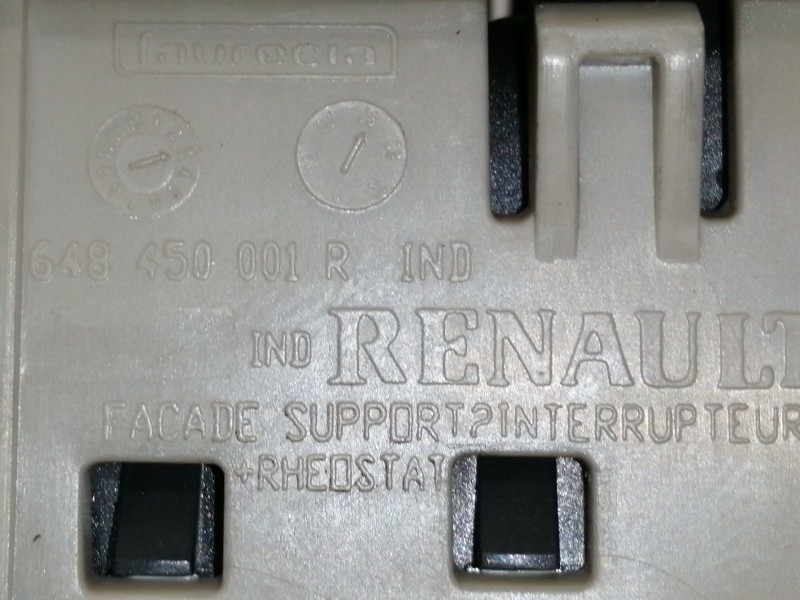 faurecia
648 450 001 R IND
IND RENAULT
FACADE SUPPORT?INTERRUPTEUR
+RHEOSTAT